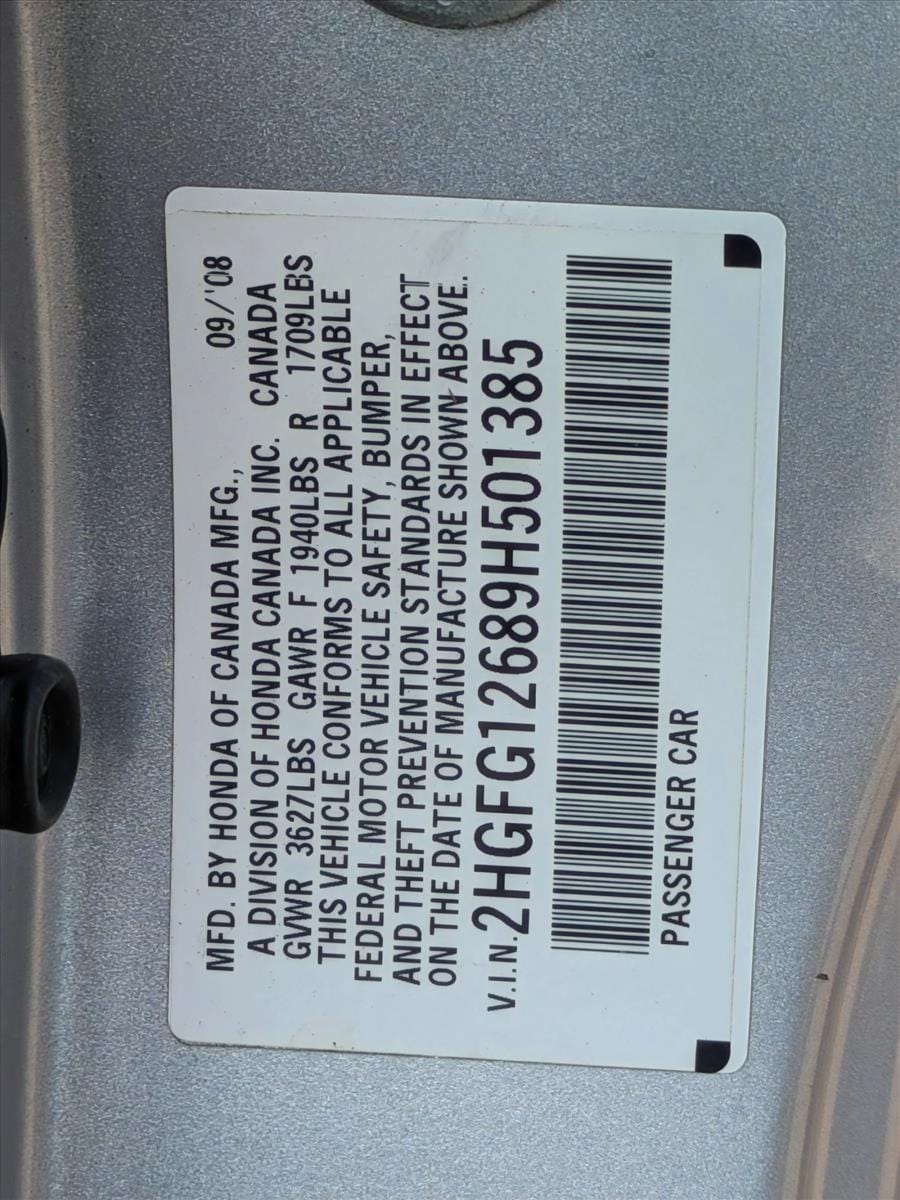 MFD. BY HONDA OF CANADA MFG., 09/'08
A DIVISION OF HONDA CANADA INC. CANADA
GVWR 3627LBS GAWR F 1940LBS R 1709LBS
THIS VEHICLE CONFORMS TO ALL APPLICABLE
FEDERAL MOTOR VEHICLE SAFETY, BUMPER,
AND THEFT PREVENTION STANDARDS IN EFFECT
ON THE DATE OF MANUFACTURE SHOWN ABOVE.
V.I.N. 2HGFG12689H501385
PASSENGER CAR